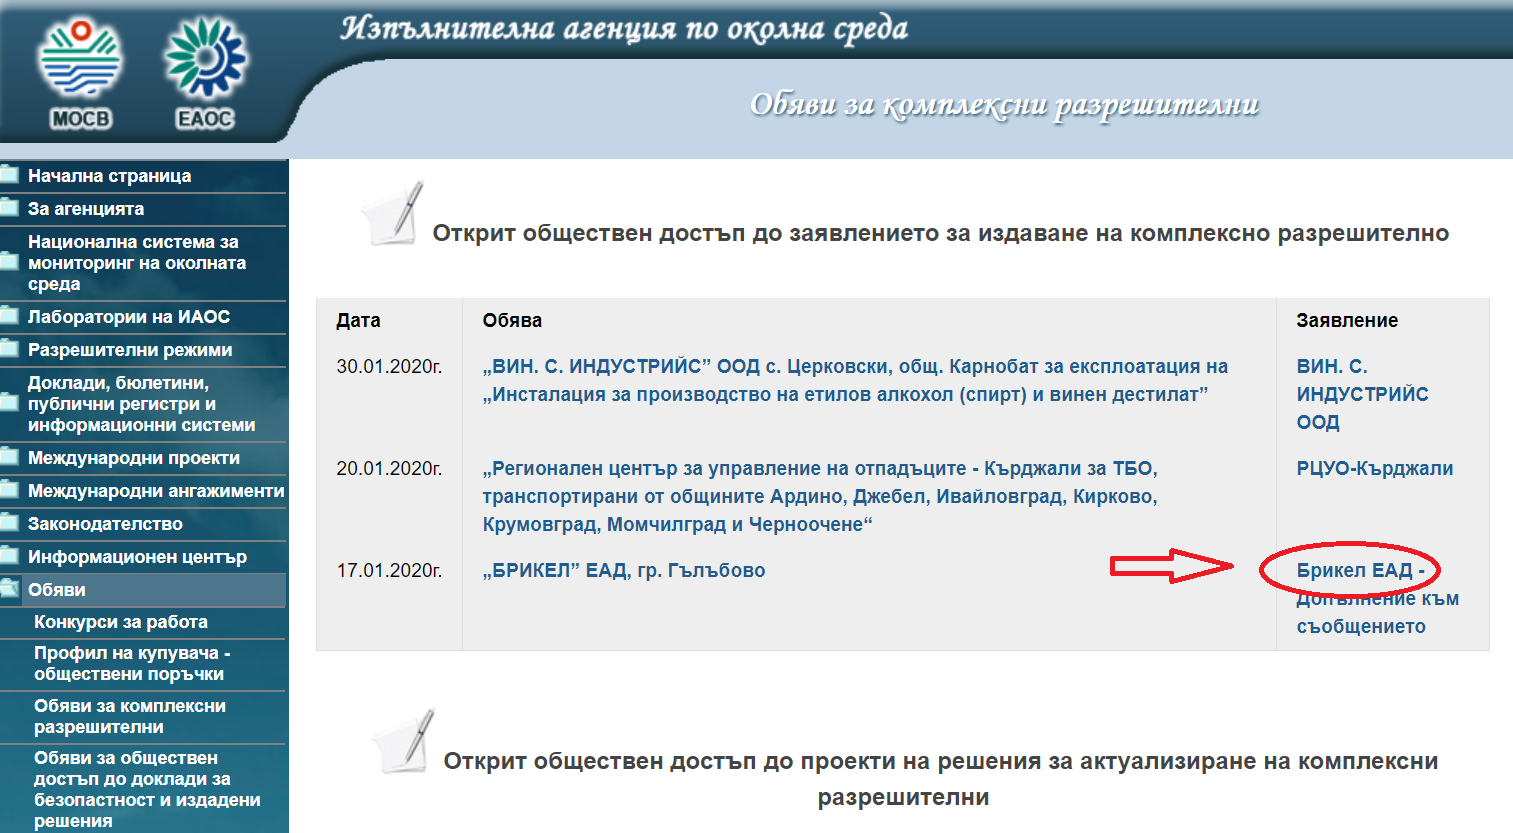 Изпълнителна агенция по околна среда
МОСВ
ЕАОС
Обяви за комплексни разрешителни
Начална страница
За агенцията
Национална система за
мониторинг на околната
среда
Лаборатории на ИАОС
Разрешителни режими
Доклади, бюлетини,
публични регистри и
информационни системи
Международни проекти
Международни ангажименти
Законодателство
Информационен център
Обяви
Конкурси за работа
Профил на купувача -
обществени поръчки
Обяви за комплексни
разрешителни
Обяви за обществен
достъп до доклади за
безопастност и издадени
решения
Открит обществен достъп до заявлението за издаване на комплексно разрешително
Дата
Обява
Заявление
30.01.2020г.
„ВИН. С. ИНДУСТРИЙС” ООД с. Церковски, общ. Карнобат за експлоатация на
„Инсталация за производство на етилов алкохол (спирт) и винен дестилат”
ВИН. С.
ИНДУСТРИЙС
ООД
20.01.2020г.
„Регионален център за управление на отпадъците - Кърджали за ТБО,
транспортирани от общините Ардино, Джебел, Ивайловград, Кирково,
Крумовград, Момчилград и Черноочене“
РЦУО-Кърджали
17.01.2020г.
„БРИКЕЛ” ЕАД, гр. Гълъбово
Брикел ЕАД -
Допълнение към
съобщението
Открит обществен достъп до проекти на решения за актуализиране на комплексни
разрешителни